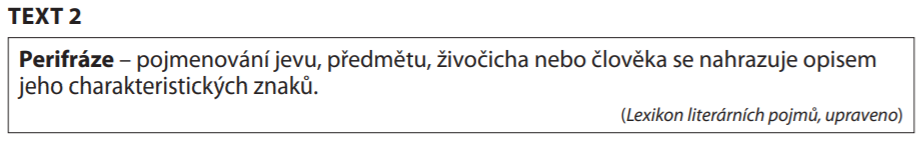 TEXT 2
Perifráze – pojmenování jevu, předmětu, živočicha nebo člověka se nahrazuje opisem
jeho charakteristických znaků.
(Lexikon literárních pojmů, upraveno)